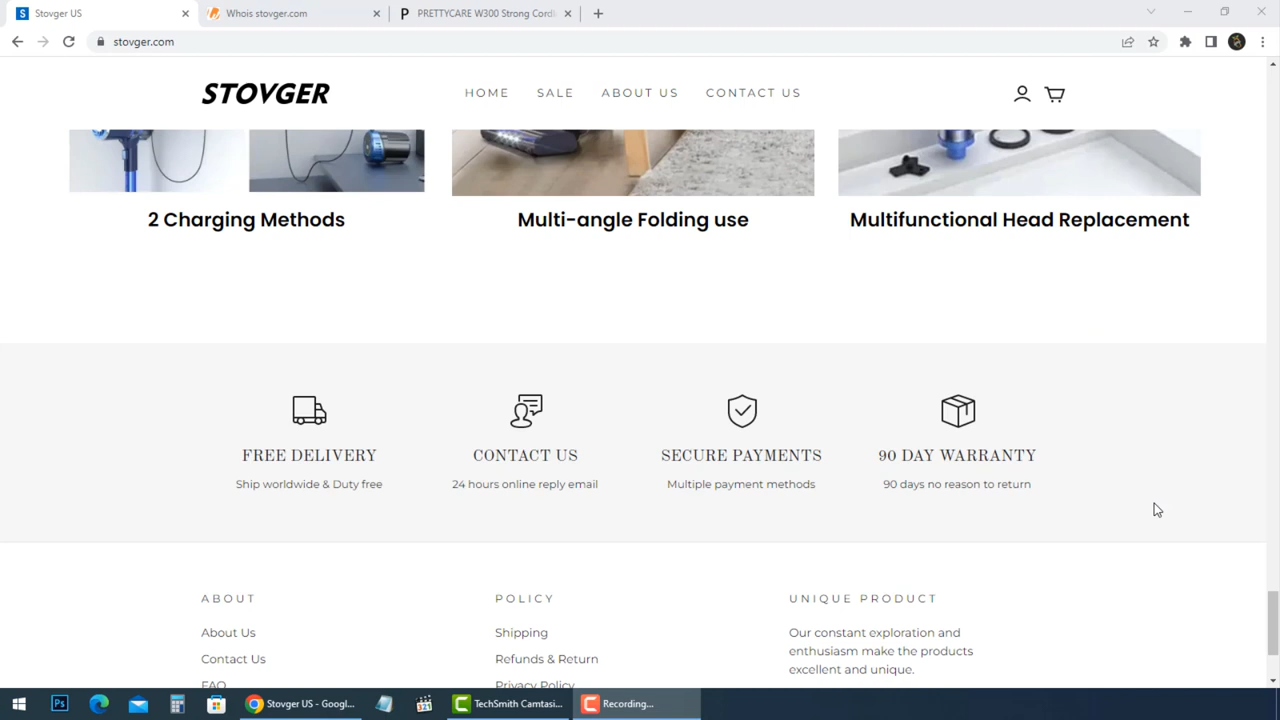 Stovger US
Whois stovger.com
PRETTYCARE W300 Strong Cordl
stovger.com
STOVGER
HOME
SALE
ABOUT US
CONTACT US
2 Charging Methods
Multi-angle Folding use
Multifunctional Head Replacement
FREE DELIVERY
CONTACT US
SECURE PAYMENTS
90 DAY WARRANTY
Ship worldwide & Duty free
24 hours online reply email
Multiple payment methods
90 days no reason to return
ABOUT
POLICY
UNIQUE PRODUCT
About Us
Shipping
Our constant exploration and
enthusiasm make the products
excellent and unique.
Contact Us
Refunds & Return
FAQ
Privacy Policy
Ps
Stovger US - Googl...
TechSmith Camtasi...
Recording...